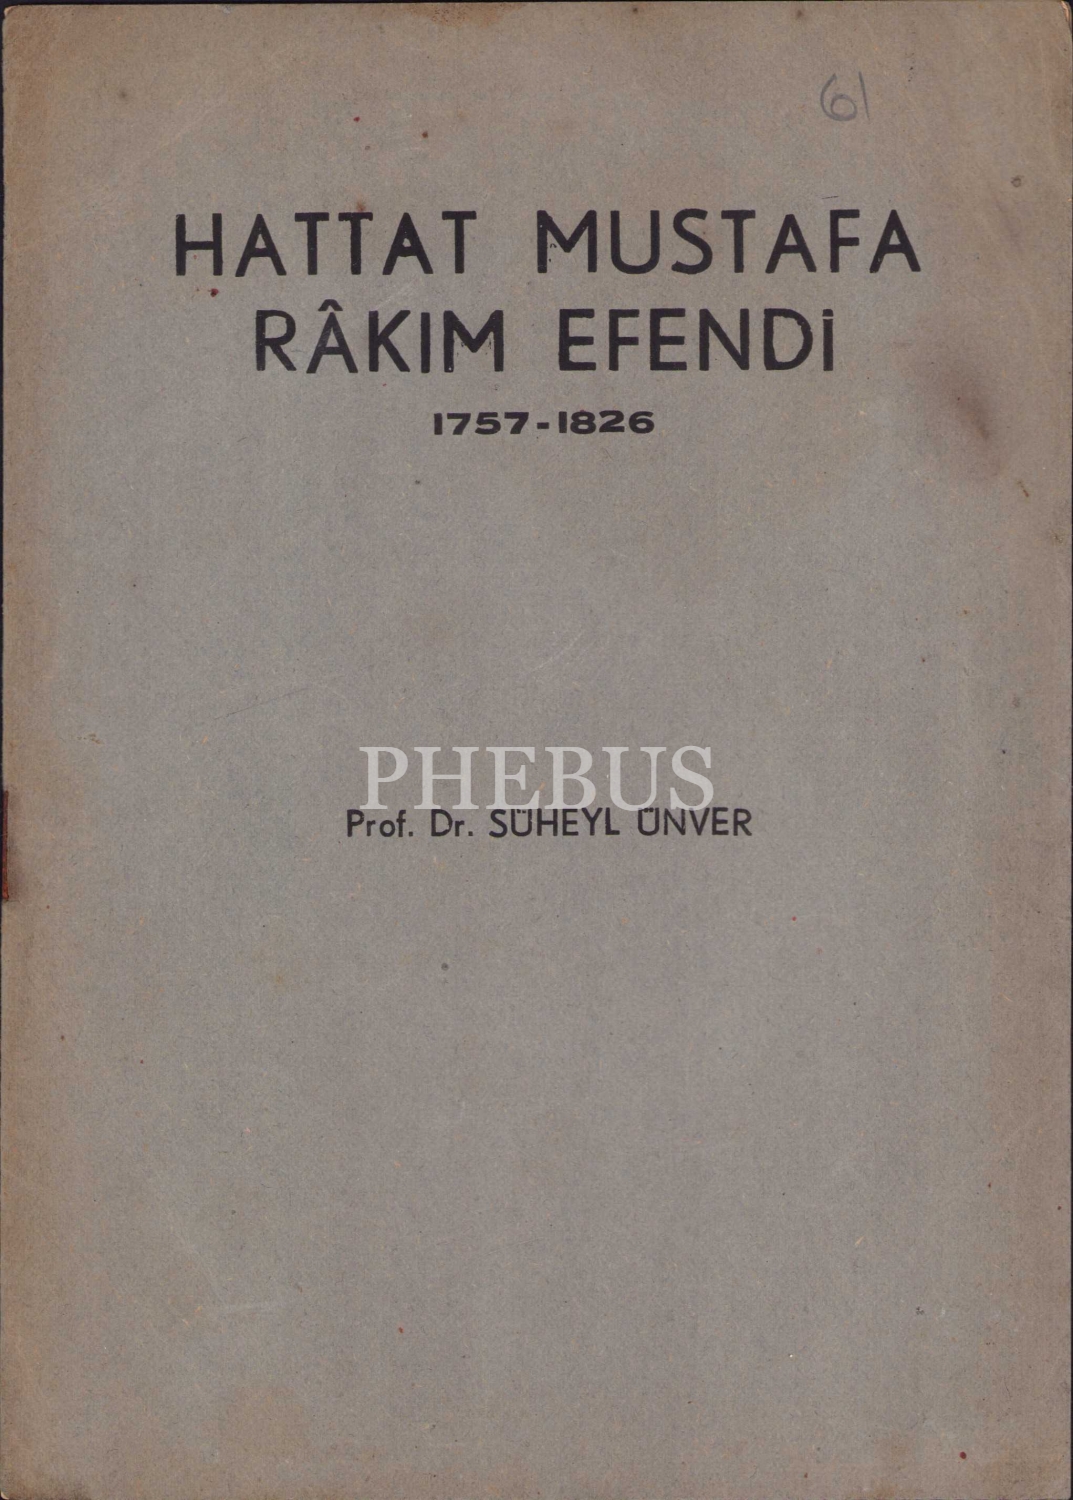 61
HATTAT MUSTAFA
RÂKIM EFENDİ
1757-1826
PHEBUS
Prof. Dr. SÜHEYL ÜNVER